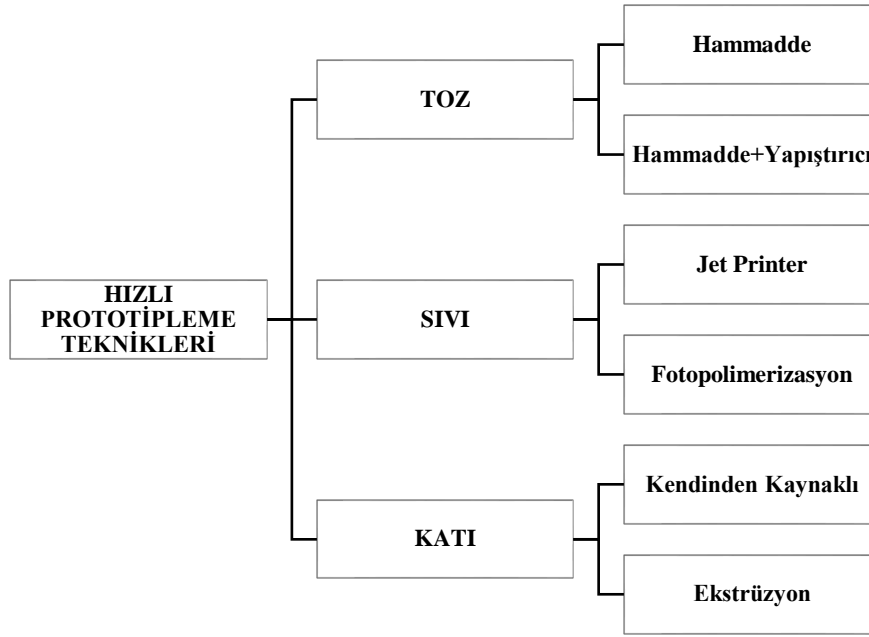 HIZLI
PROTOTİPLEME
TEKNİKLERİ
TOZ
Hammadde
Hammadde+Yapıştırıcı
SIVI
Jet Printer
Fotopolimerizasyon
KATI
Kendinden Kaynaklı
Ekstrüzyon